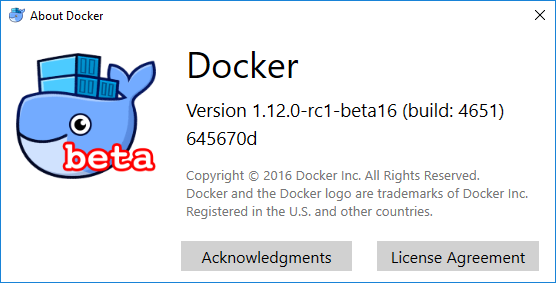 About Docker
Docker
Version 1.12.0-rc1-beta16 (build: 4651)
645670d
beta
Copyright © 2016 Docker Inc. All Rights Reserved.
Docker and the Docker logo are trademarks of Docker Inc.
Registered in the U.S. and other countries.
Acknowledgments
License Agreement